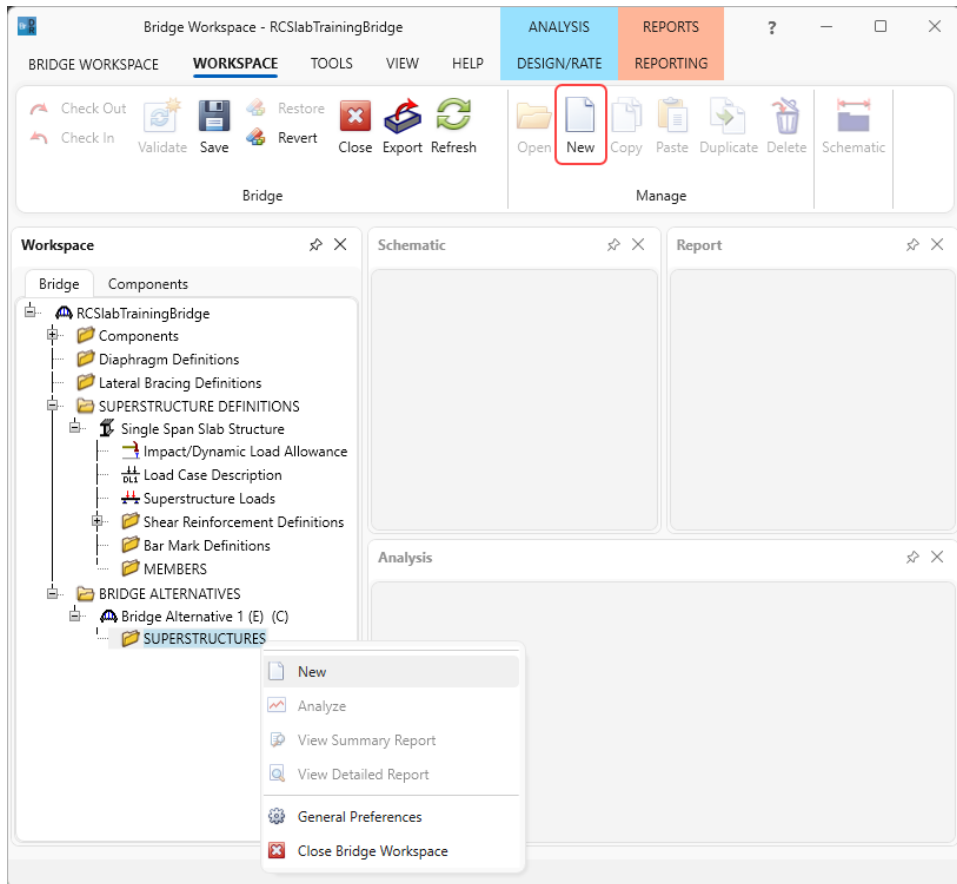 Bridge Workspace - RCSlabTrainingBridge
ANALYSIS
REPORTS
?
BRIDGE WORKSPACE
WORKSPACE
TOOLS
VIEW
HELP
DESIGN/RATE
REPORTING
Check Out
Check In
Validate
Save
Restore
Revert
Close
Export
Refresh
Bridge
Open
New
Copy
Paste
Duplicate
Delete
Manage
Schematic
Workspace
Bridge
Components
RCSlabTrainingBridge
Components
Diaphragm Definitions
Lateral Bracing Definitions
SUPERSTRUCTURE DEFINITIONS
Single Span Slab Structure
Impact/Dynamic Load Allowance
DL1 Load Case Description
Superstructure Loads
Shear Reinforcement Definitions
Bar Mark Definitions
MEMBERS
BRIDGE ALTERNATIVES
Bridge Alternative 1 (E) (C)
SUPERSTRUCTURES
New
Analyze
View Summary Report
View Detailed Report
General Preferences
Close Bridge Workspace
Schematic
Report
Analysis